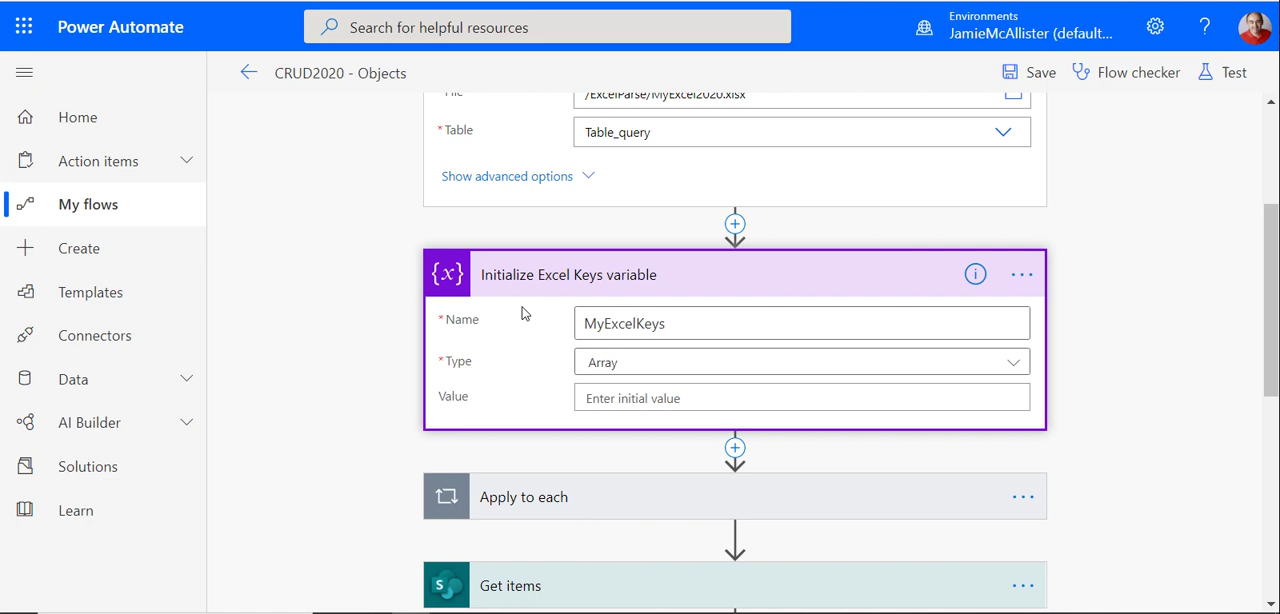 Power Automate
Search for helpful resources
Environments
JamieMcAllister (default...
?
CRUD2020 - Objects
Save
Flow checker
Test
Home
Action items
My flows
Create
Templates
Connectors
Data
AI Builder
Solutions
Learn
File
/ExcelParse/MyExcel2020.xlsx
* Table
Table_query
Show advanced options
{x}
Initialize Excel Keys variable
i
...
* Name
MyExcelKeys
* Type
Array
Value
Enter initial value
Apply to each
...
S
Get items
...